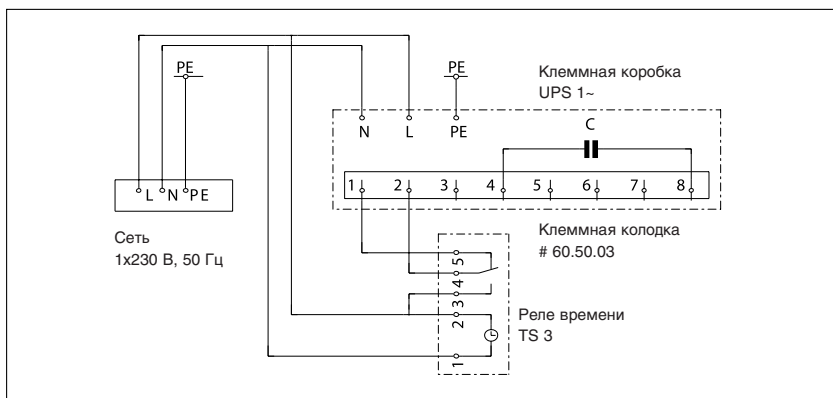 PE
PE
Клеммная коробка
UPS 1~
N L PE
C
1 2 3 4 5 6 7 8
L N PE
Сеть
1x230 В, 50 Гц
Клеммная колодка
# 60.50.03
5
4
3
2
1
Реле времени
TS 3